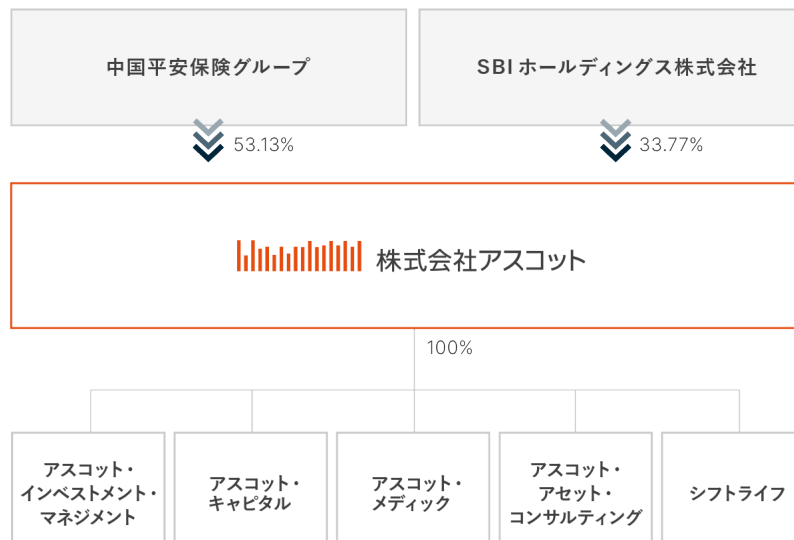 中国平安保険グループ
SBIホールディングス株式会社
53.13%
33.77%
株式会社アスコット
100%
アスコット・
インベストメント・
マネジメント
アスコット・
キャピタル
アスコット・
メディック
アスコット・
アセット・
コンサルティング
シフトライフ